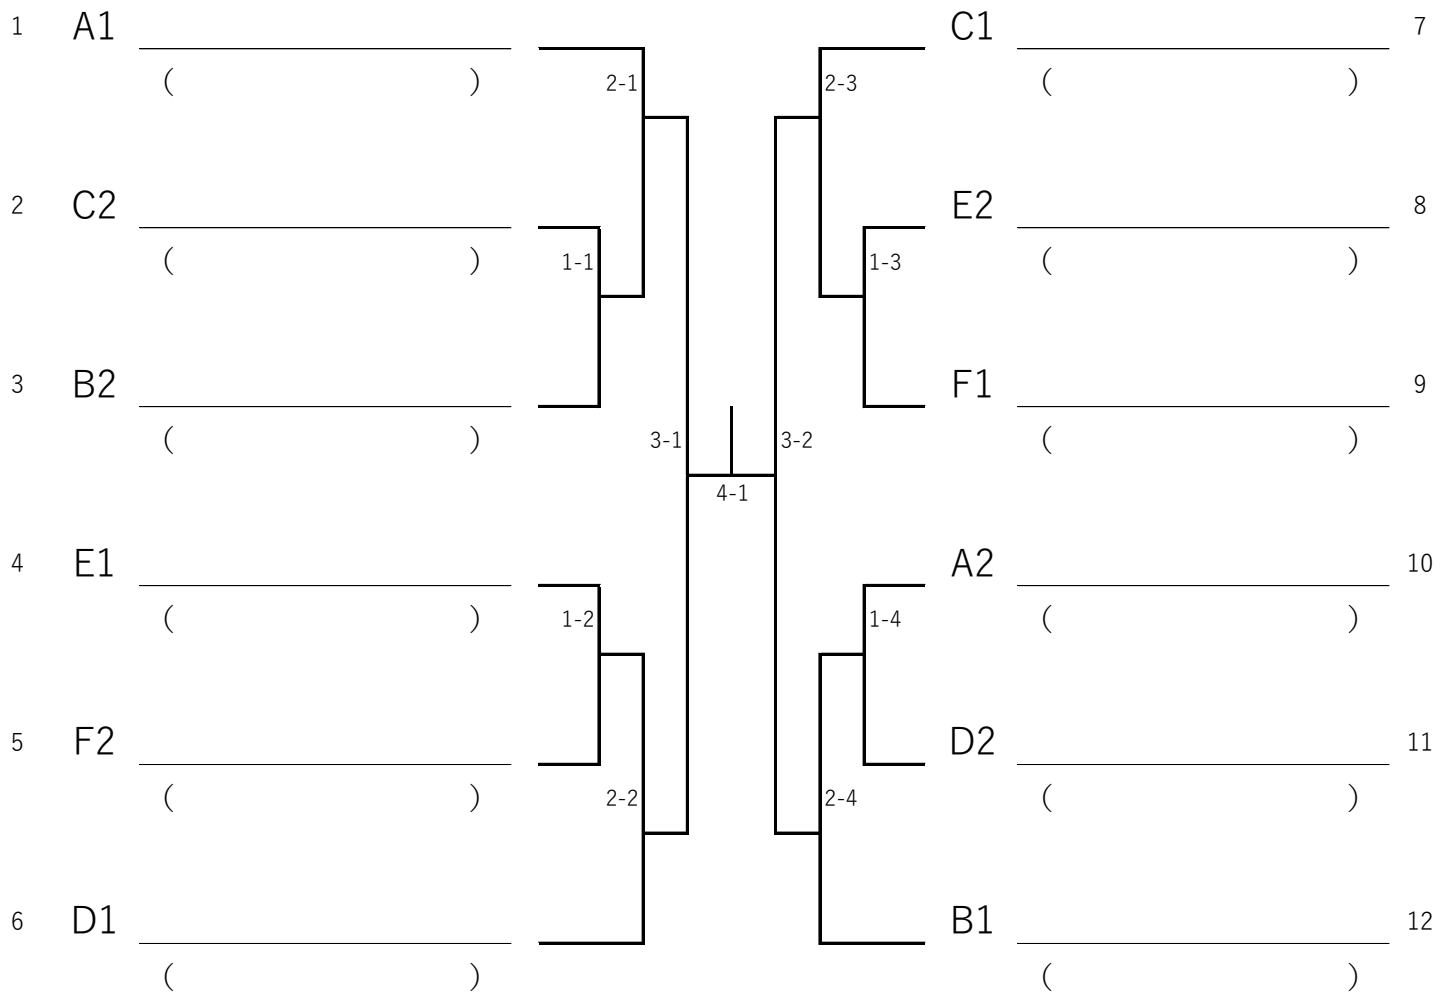 1 A1 C1 7
( ) ( )
2-1 2-3
2 C2 E2 8
( ) 1-1 1-3 ( )
3 B2 F1 9
( ) 3-1 3-2 ( )
4-1
4 E1 A2 10
( ) 1-2 1-4 ( )
5 F2 D2 11
( ) 2-2 2-4 ( )
6 D1 B1 12
( ) ( )